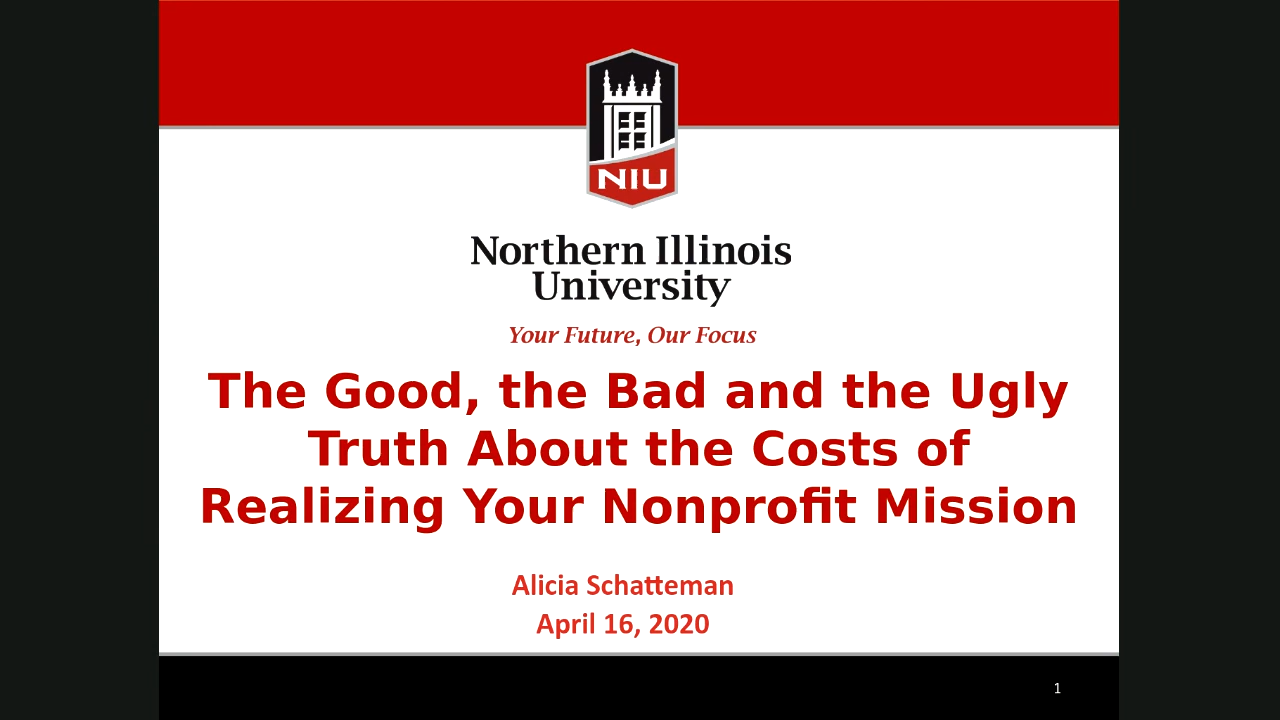 NIU
Northern Illinois
University
Your Future, Our Focus
The Good, the Bad and the Ugly
Truth About the Costs of
Realizing Your Nonprofit Mission
Alicia Schatteman
April 16, 2020
1